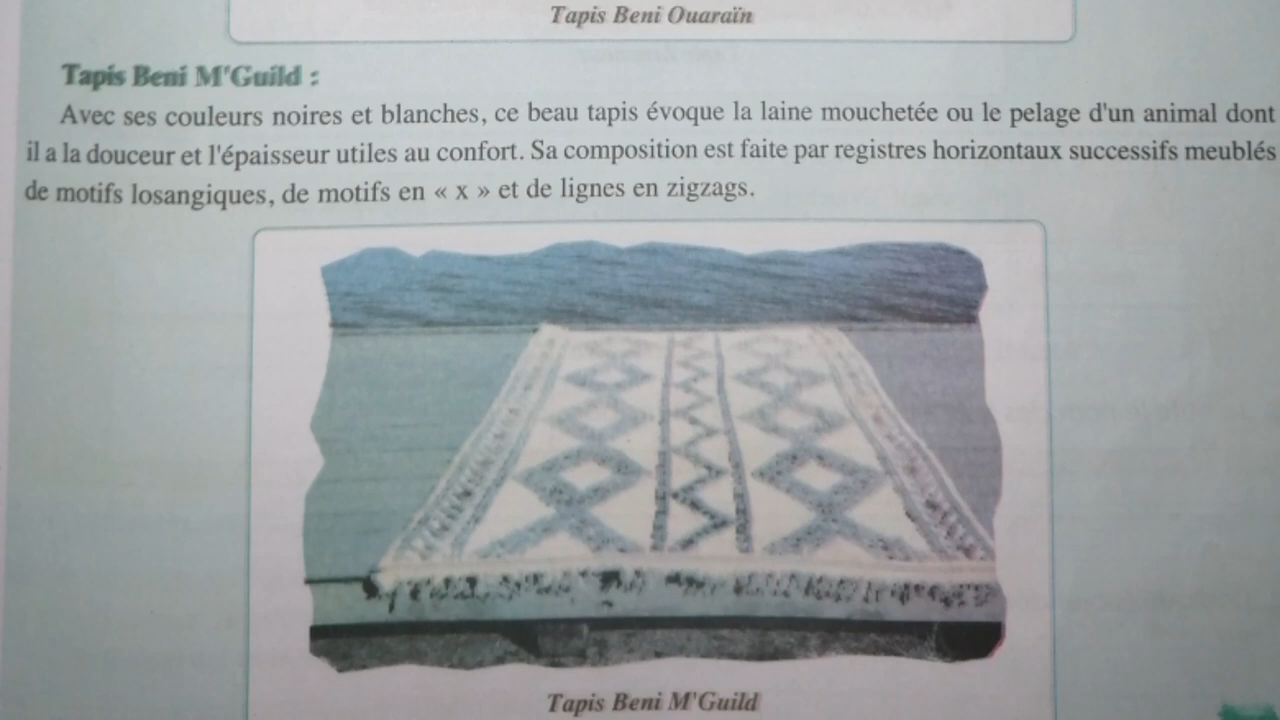 Tapis Beni Ouaraïn
Tapis Beni M'Guild :
Avec ses couleurs noires et blanches, ce beau tapis évoque la laine mouchetée ou le pelage d'un animal dont
il a la douceur et l'épaisseur utiles au confort. Sa composition est faite par registres horizontaux successifs meublés
de motifs losangiques, de motifs en « x » et de lignes en zigzags.
Tapis Beni M'Guild